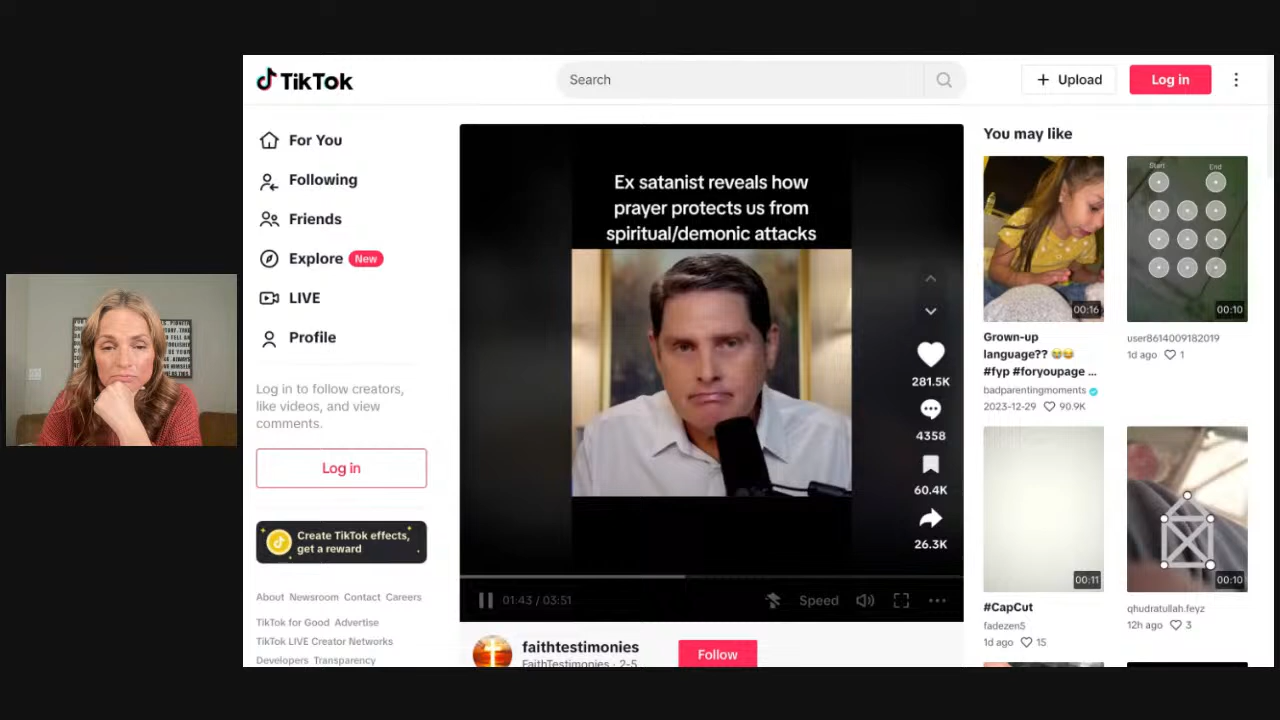 TikTok
Search
Upload
Log in
For You
Following
Friends
Explore New
LIVE
Profile
Log in to follow creators,
like videos, and view
comments.
Log in
Create TikTok effects,
get a reward
About Newsroom Contact Careers
TikTok for Good Advertise
TikTok LIVE Creator Networks
Developers Transparency
Ex satanist reveals how
prayer protects us from
spiritual/demonic attacks
281.5K
4358
60.4K
26.3K
01:43 / 03:51
Speed
faithtestimonies
FaithTestimonies · 2-5
Follow
You may like
00:16
Grown-up
language?? 😭😂
#fyp #foryoupage ...
badparentingmoments
2023-12-29 90.9K
Start End
00:10
user8614009182019
1d ago 1
00:11
#CapCut
fadezen5
1d ago 15
00:10
qhudratullah.feyz
12h ago 3